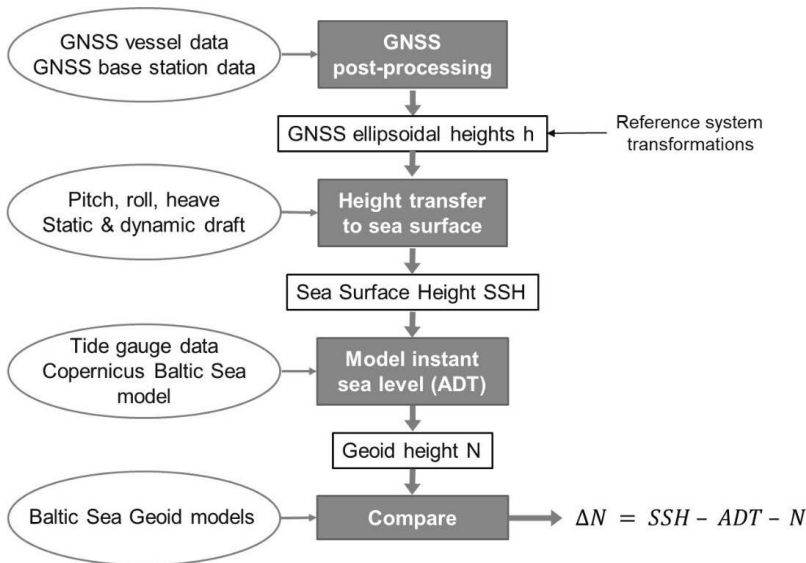 GNSS vessel data
GNSS base station data
GNSS
post-processing
GNSS ellipsoidal heights h
Reference system
transformations
Pitch, roll, heave
Static & dynamic draft
Height transfer
to sea surface
Sea Surface Height SSH
Tide gauge data
Copernicus Baltic Sea
model
Model instant
sea level (ADT)
Geoid height N
Baltic Sea Geoid models
Compare
ΔN = SSH – ADT – N